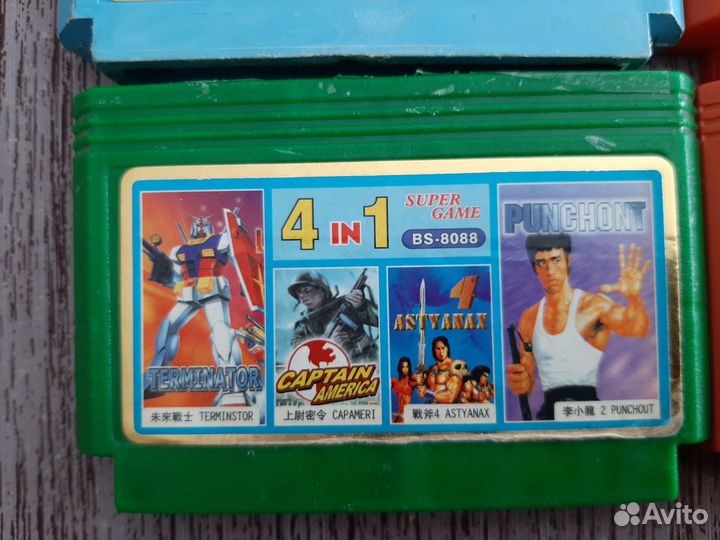 4 IN 1
SUPER
GAME
BS-8088
TERMINATOR
未來戰士 TERMINSTOR
CAPTAIN
AMERICA
上尉密令 CAPAMERI
4
ASTYANAX
戰斧4 ASTYANAX
PUNCHONT
李小龍 2 PUNCHOUT
Avito